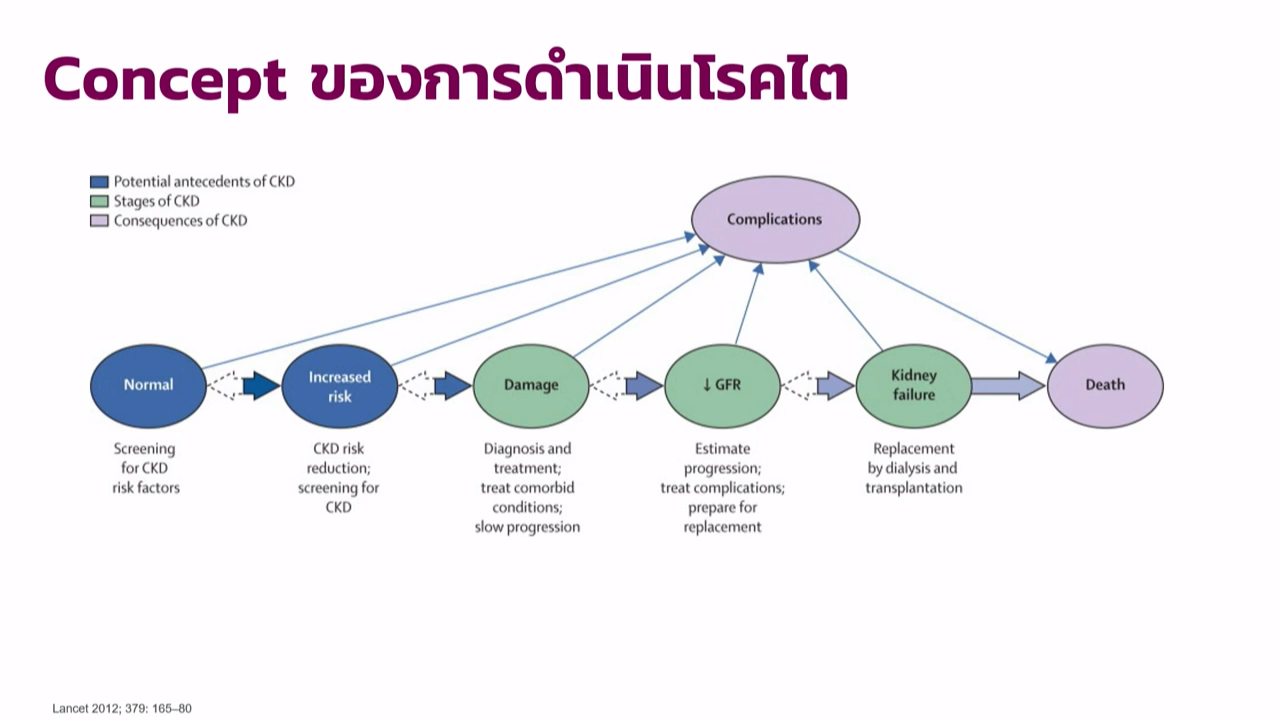 Concept ของการดำเนินโรคไต
Potential antecedents of CKD
Stages of CKD
Consequences of CKD
Complications
Normal
Increased
risk
Damage
↓ GFR
Kidney
failure
Death
Screening
for CKD
risk factors
CKD risk
reduction;
screening for
CKD
Diagnosis and
treatment;
treat comorbid
conditions;
slow progression
Estimate
progression;
treat complications;
prepare for
replacement
Replacement
by dialysis and
transplantation
Lancet 2012; 379: 165–80